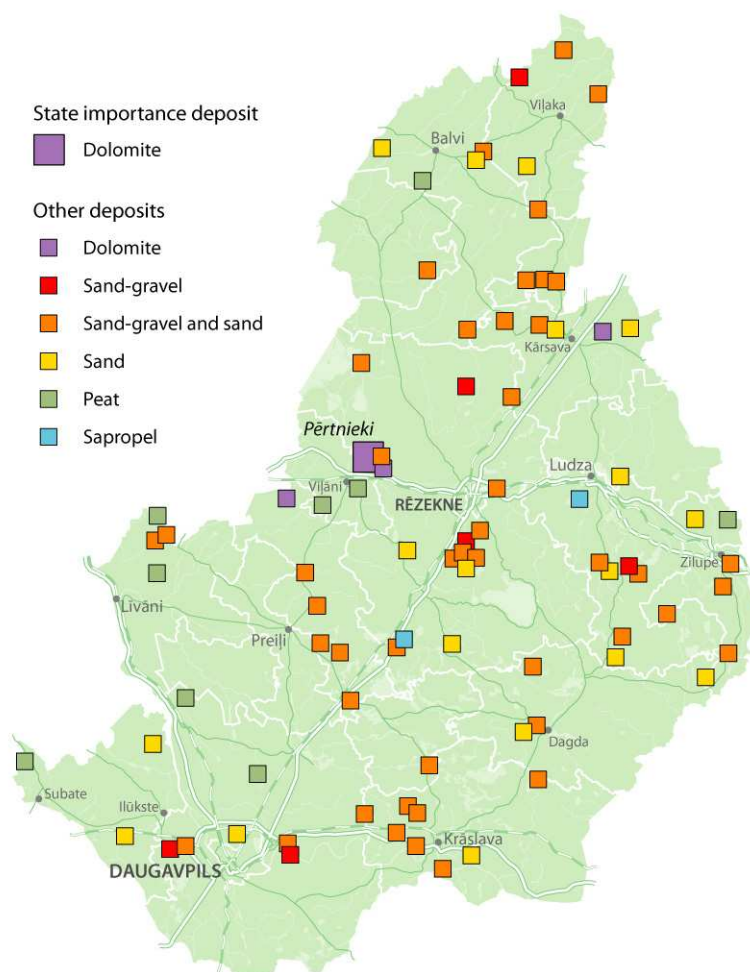 State importance deposit
Dolomite
Other deposits
Dolomite
Sand-gravel
Sand-gravel and sand
Sand
Peat
Sapropel
Viļaka
Balvi
Kārsava
Pērtnieki
Viļāni
Ludza
RĒZEKNE
Zilupe
Līvāni
Preiļi
Dagda
Subate
Ilūkste
Krāslava
DAUGAVPILS